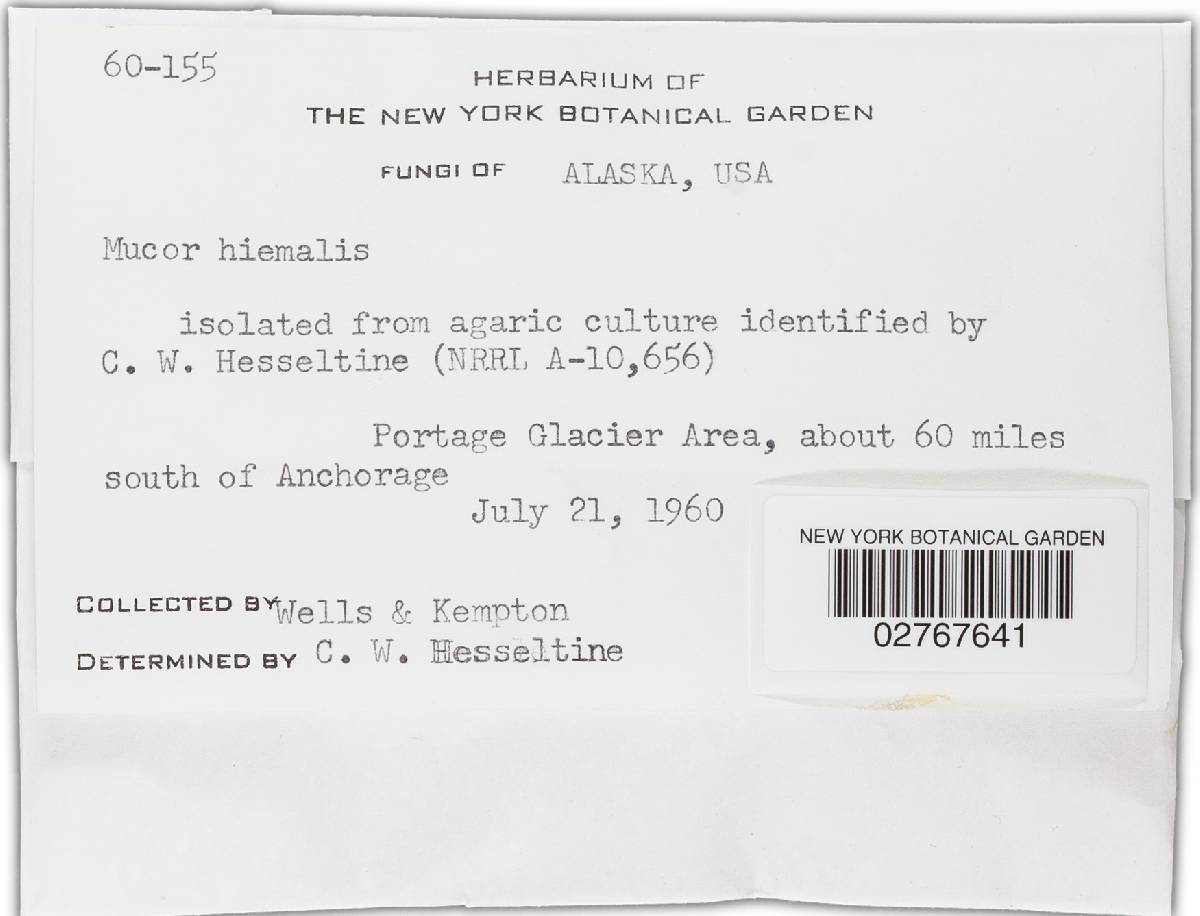 60-155
HERBARIUM OF
THE NEW YORK BOTANICAL GARDEN
FUNGI OF ALASKA, USA
Mucor hiemalis
isolated from agaric culture identified by
C. W. Hesseltine (NRRL A-10,656)
Portage Glacier Area, about 60 miles
south of Anchorage
July 21, 1960
NEW YORK BOTANICAL GARDEN
02767641
COLLECTED BY Wells & Kempton
DETERMINED BY C. W. Hesseltine